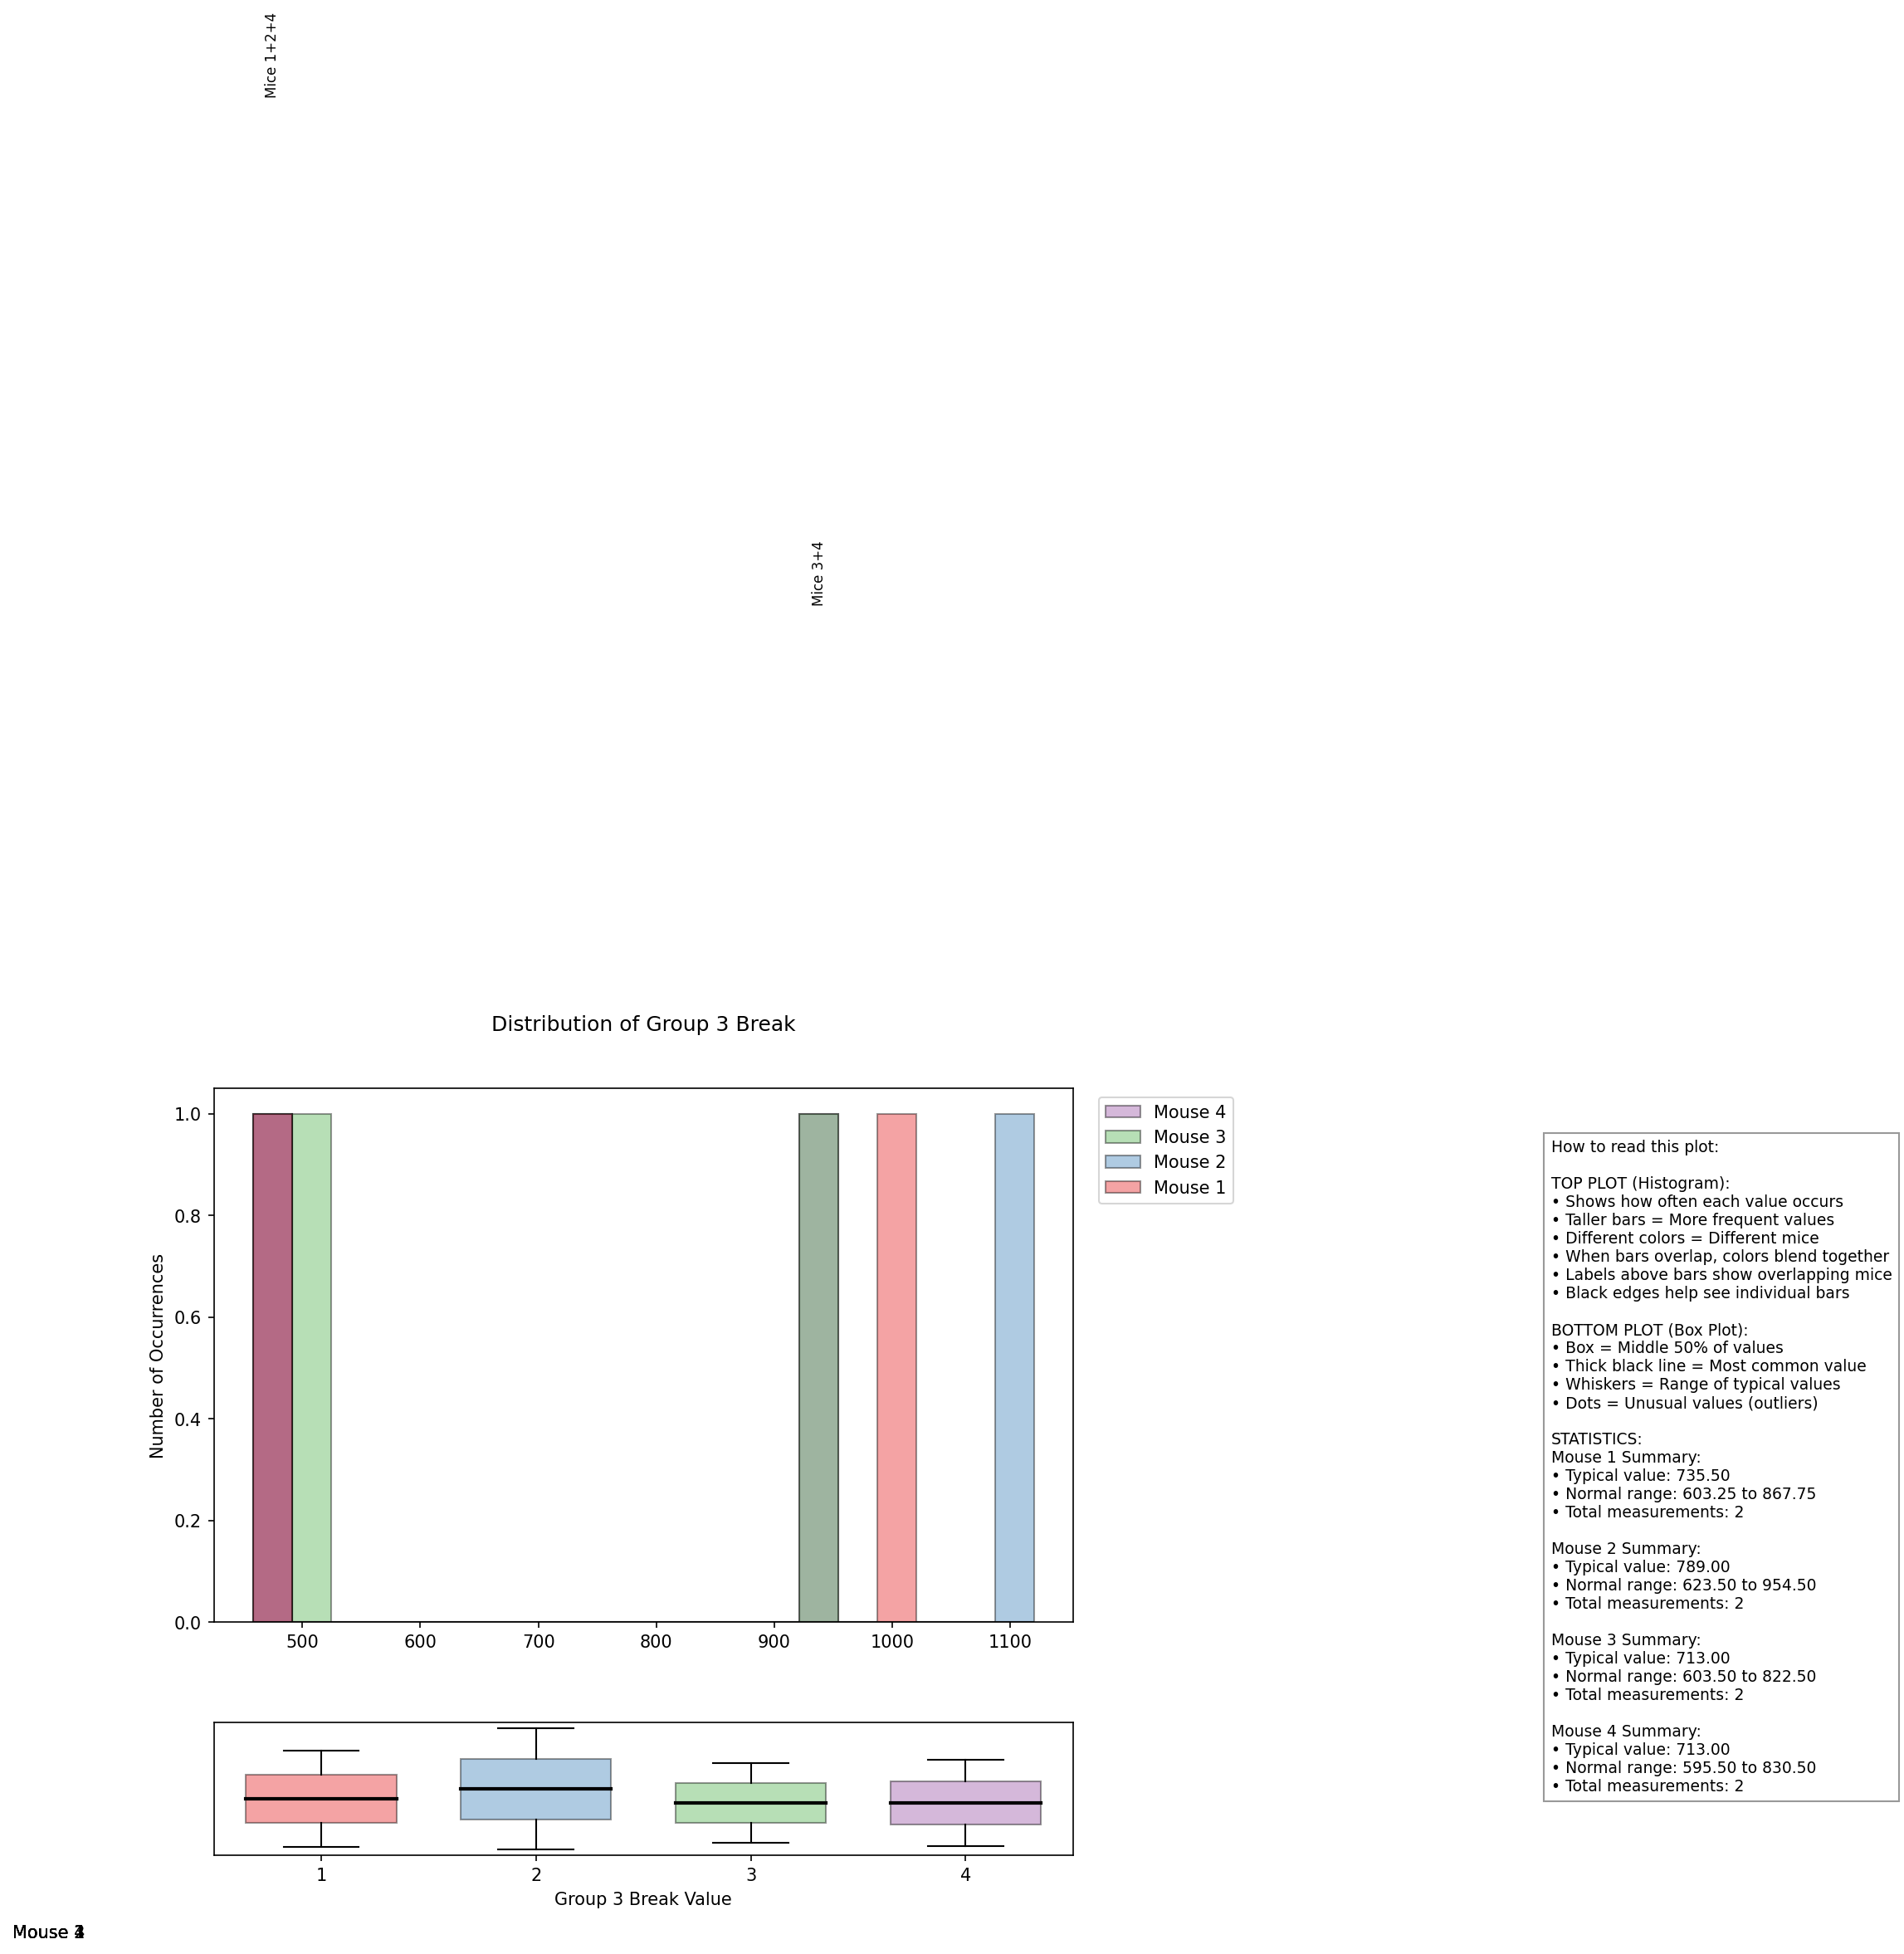 Mice 1+2+4
Mice 3+4
Distribution of Group 3 Break
Number of Occurrences
1.0
0.8
0.6
0.4
0.2
0.0
500 600 700 800 900 1000 1100
Mouse 4
Mouse 3
Mouse 2
Mouse 1
1 2 3 4
Group 3 Break Value
Mouse
How to read this plot:
TOP PLOT (Histogram):
• Shows how often each value occurs
• Taller bars = More frequent values
• Different colors = Different mice
• When bars overlap, colors blend together
• Labels above bars show overlapping mice
• Black edges help see individual bars
BOTTOM PLOT (Box Plot):
• Box = Middle 50% of values
• Thick black line = Most common value
• Whiskers = Range of typical values
• Dots = Unusual values (outliers)
STATISTICS:
Mouse 1 Summary:
• Typical value: 735.50
• Normal range: 603.25 to 867.75
• Total measurements: 2
Mouse 2 Summary:
• Typical value: 789.00
• Normal range: 623.50 to 954.50
• Total measurements: 2
Mouse 3 Summary:
• Typical value: 713.00
• Normal range: 603.50 to 822.50
• Total measurements: 2
Mouse 4 Summary:
• Typical value: 713.00
• Normal range: 595.50 to 830.50
• Total measurements: 2